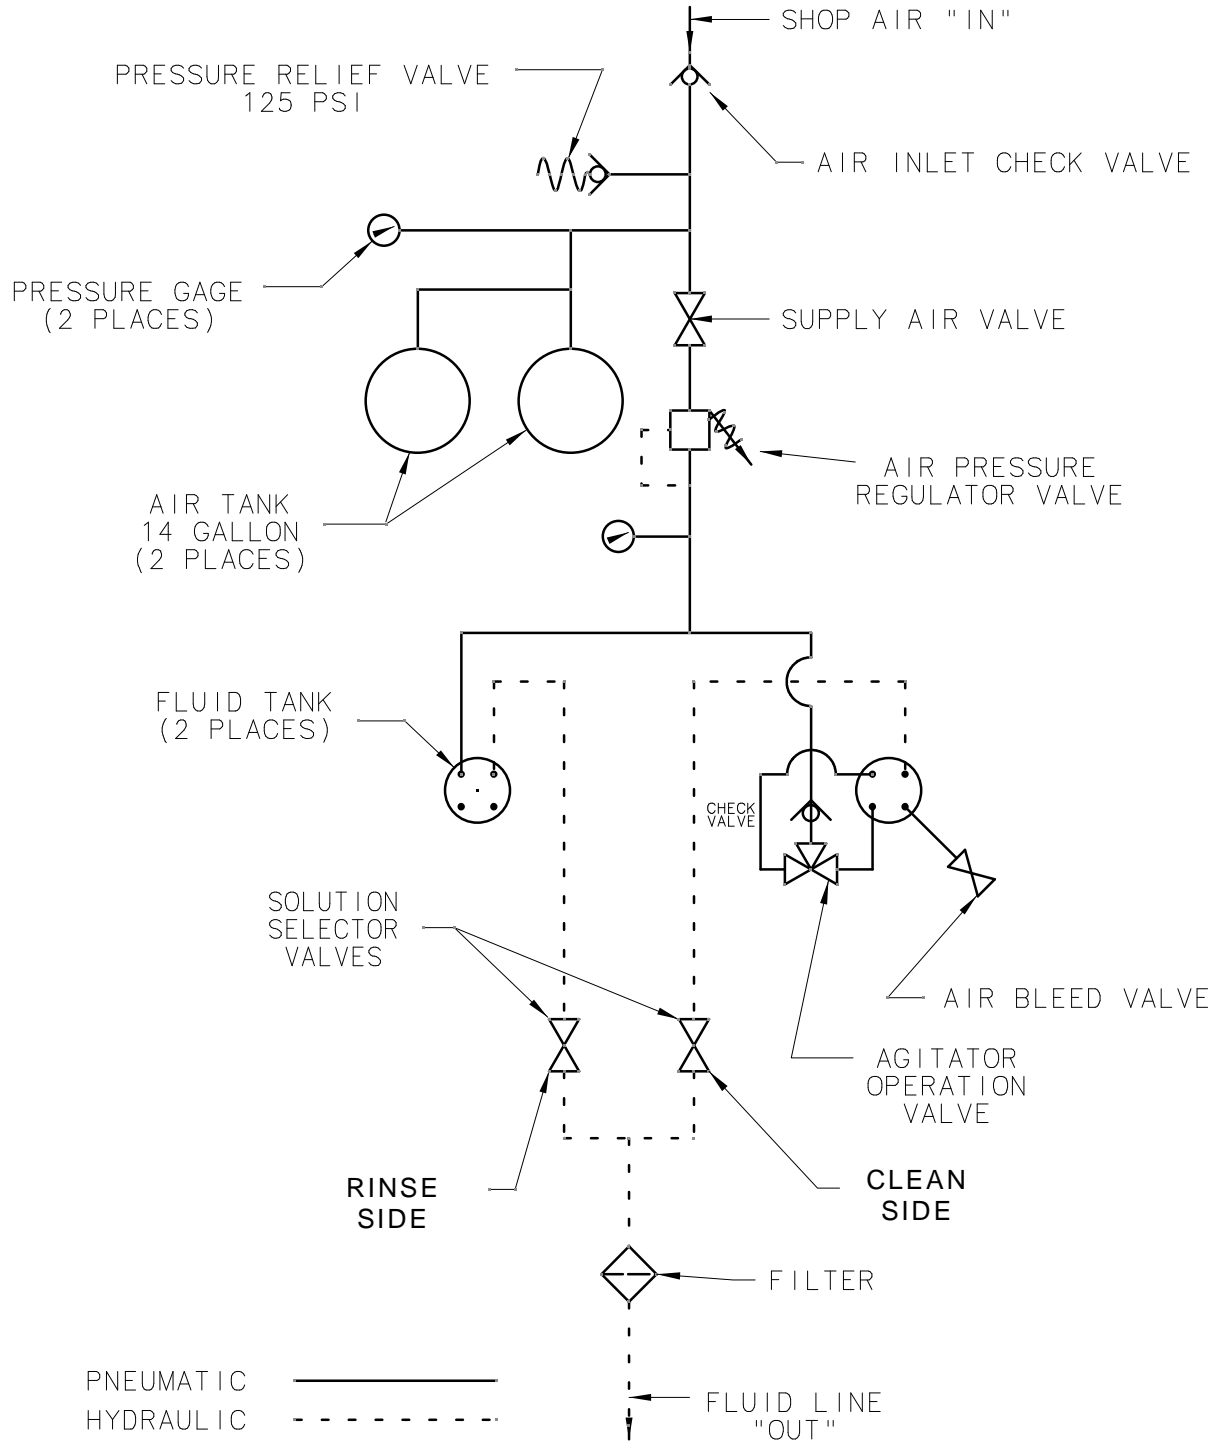 SHOP AIR "IN"
PRESSURE RELIEF VALVE
125 PSI
AIR INLET CHECK VALVE
PRESSURE GAGE
(2 PLACES)
SUPPLY AIR VALVE
AIR PRESSURE
REGULATOR VALVE
AIR TANK
14 GALLON
(2 PLACES)
FLUID TANK
(2 PLACES)
CHECK
VALVE
SOLUTION
SELECTOR
VALVES
AIR BLEED VALVE
AGITATOR
OPERATION
VALVE
RINSE
SIDE
CLEAN
SIDE
FILTER
PNEUMATIC
HYDRAULIC
FLUID LINE
"OUT"